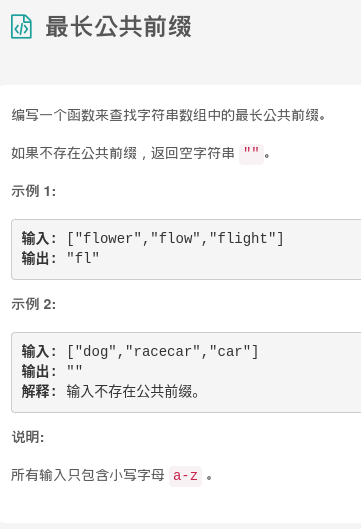 最长公共前缀
编写一个函数来查找字符串数组中的最长公共前缀。
如果不存在公共前缀，返回空字符串 ""。
示例 1:
输入: ["flower","flow","flight"]
输出: "fl"
示例 2:
输入: ["dog","racecar","car"]
输出: ""
解释: 输入不存在公共前缀。
说明:
所有输入只包含小写字母 a-z 。